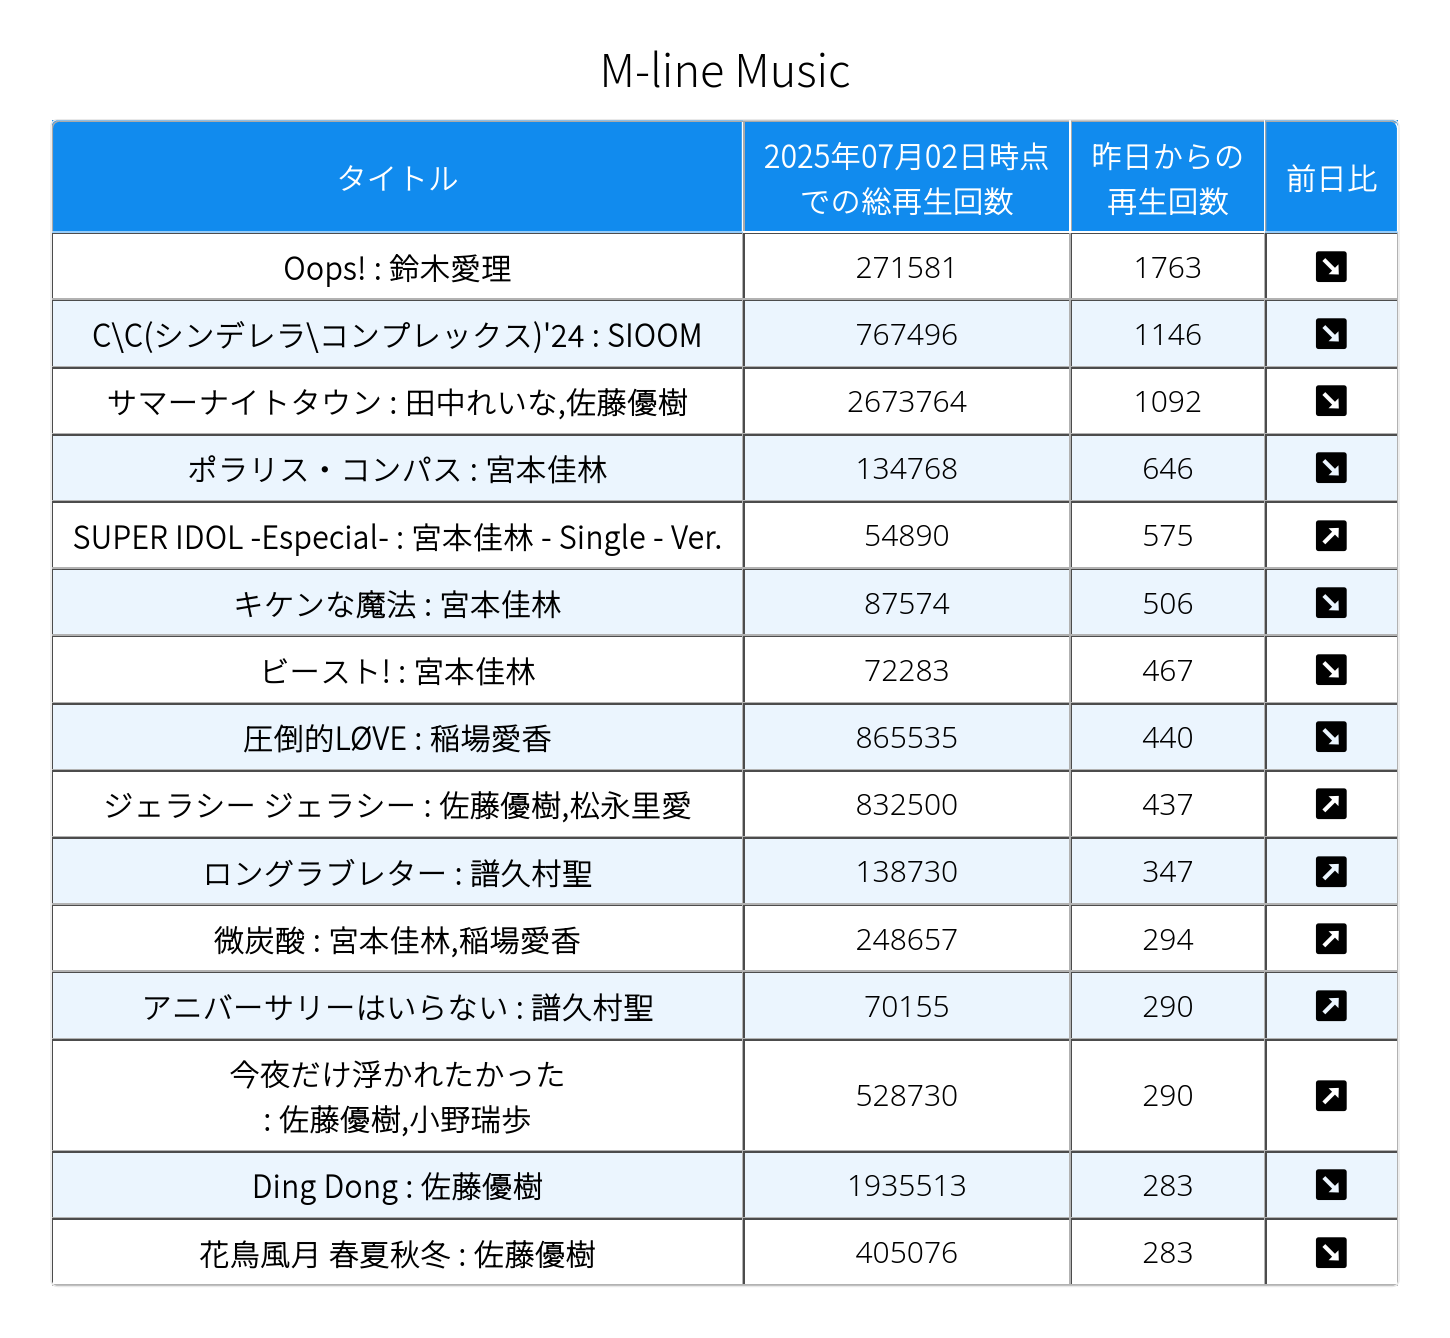 M-line Music
タイトル
2025年07月02日時点
での総再生回数
昨日からの
再生回数
前日比
Oops! : 鈴木愛理 271581 1763
C\C(シンデレラ\コンプレックス)'24 : SIOOM 767496 1146
サマーナイトタウン : 田中れいな,佐藤優樹 2673764 1092
ポラリス・コンパス : 宮本佳林 134768 646
SUPER IDOL -Especial- : 宮本佳林 - Single - Ver. 54890 575
キケンな魔法 : 宮本佳林 87574 506
ビースト! : 宮本佳林 72283 467
圧倒的LØVE : 稲場愛香 865535 440
ジェラシー ジェラシー : 佐藤優樹,松永里愛 832500 437
ロングラブレター : 譜久村聖 138730 347
微炭酸 : 宮本佳林,稲場愛香 248657 294
アニバーサリーはいらない : 譜久村聖 70155 290
今夜だけ浮かれたかった
: 佐藤優樹,小野瑞歩 528730 290
Ding Dong : 佐藤優樹 1935513 283
花鳥風月 春夏秋冬 : 佐藤優樹 405076 283